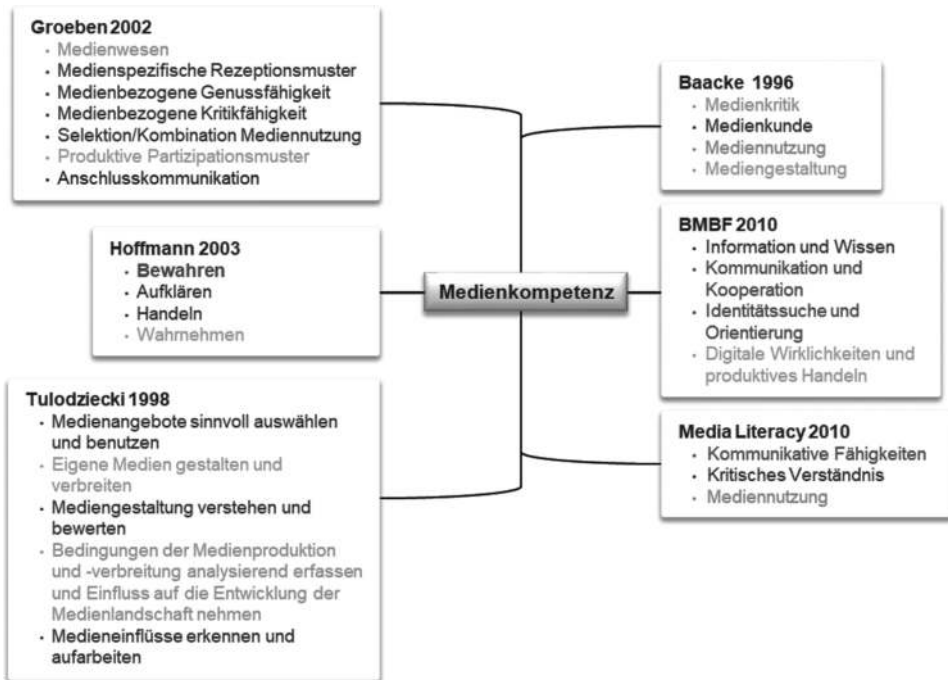 Groeben 2002
· Medienwesen
· Medienspezifische Rezeptionsmuster
· Medienbezogene Genussfähigkeit
· Medienbezogene Kritikfähigkeit
· Selektion/Kombination Mediennutzung
· Produktive Partizipationsmuster
· Anschlusskommunikation
Hoffmann 2003
· Bewahren
· Aufklären
· Handeln
· Wahrnehmen
Tulodziecki 1998
· Medienangebote sinnvoll auswählen
und benutzen
· Eigene Medien gestalten und
verbreiten
· Mediengestaltung verstehen und
bewerten
· Bedingungen der Medienproduktion
und -verbreitung analysierend erfassen
und Einfluss auf die Entwicklung der
Medienlandschaft nehmen
· Medieneinflüsse erkennen und
aufarbeiten
Medienkompetenz
Baacke 1996
· Medienkritik
· Medienkunde
· Mediennutzung
· Mediengestaltung
BMBF 2010
· Information und Wissen
· Kommunikation und
Kooperation
· Identitätssuche und
Orientierung
· Digitale Wirklichkeiten und
produktives Handeln
Media Literacy 2010
· Kommunikative Fähigkeiten
· Kritisches Verständnis
· Mediennutzung